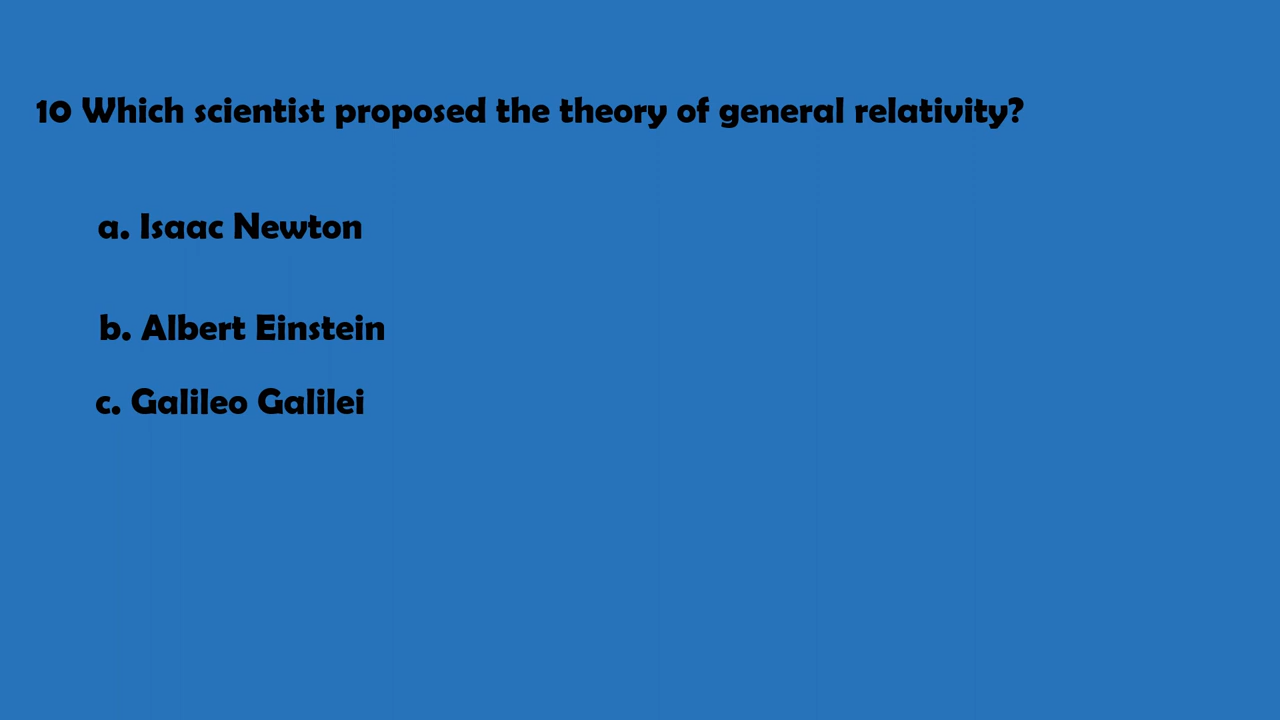 10 Which scientist proposed the theory of general relativity?
a. Isaac Newton
b. Albert Einstein
c. Galileo Galilei